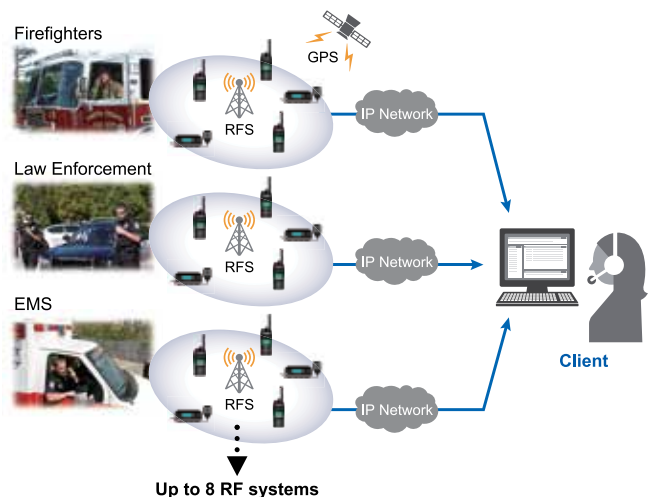 Firefighters
GPS
RFS
IP Network
Law Enforcement
RFS
IP Network
EMS
RFS
IP Network
Client
Up to 8 RF systems